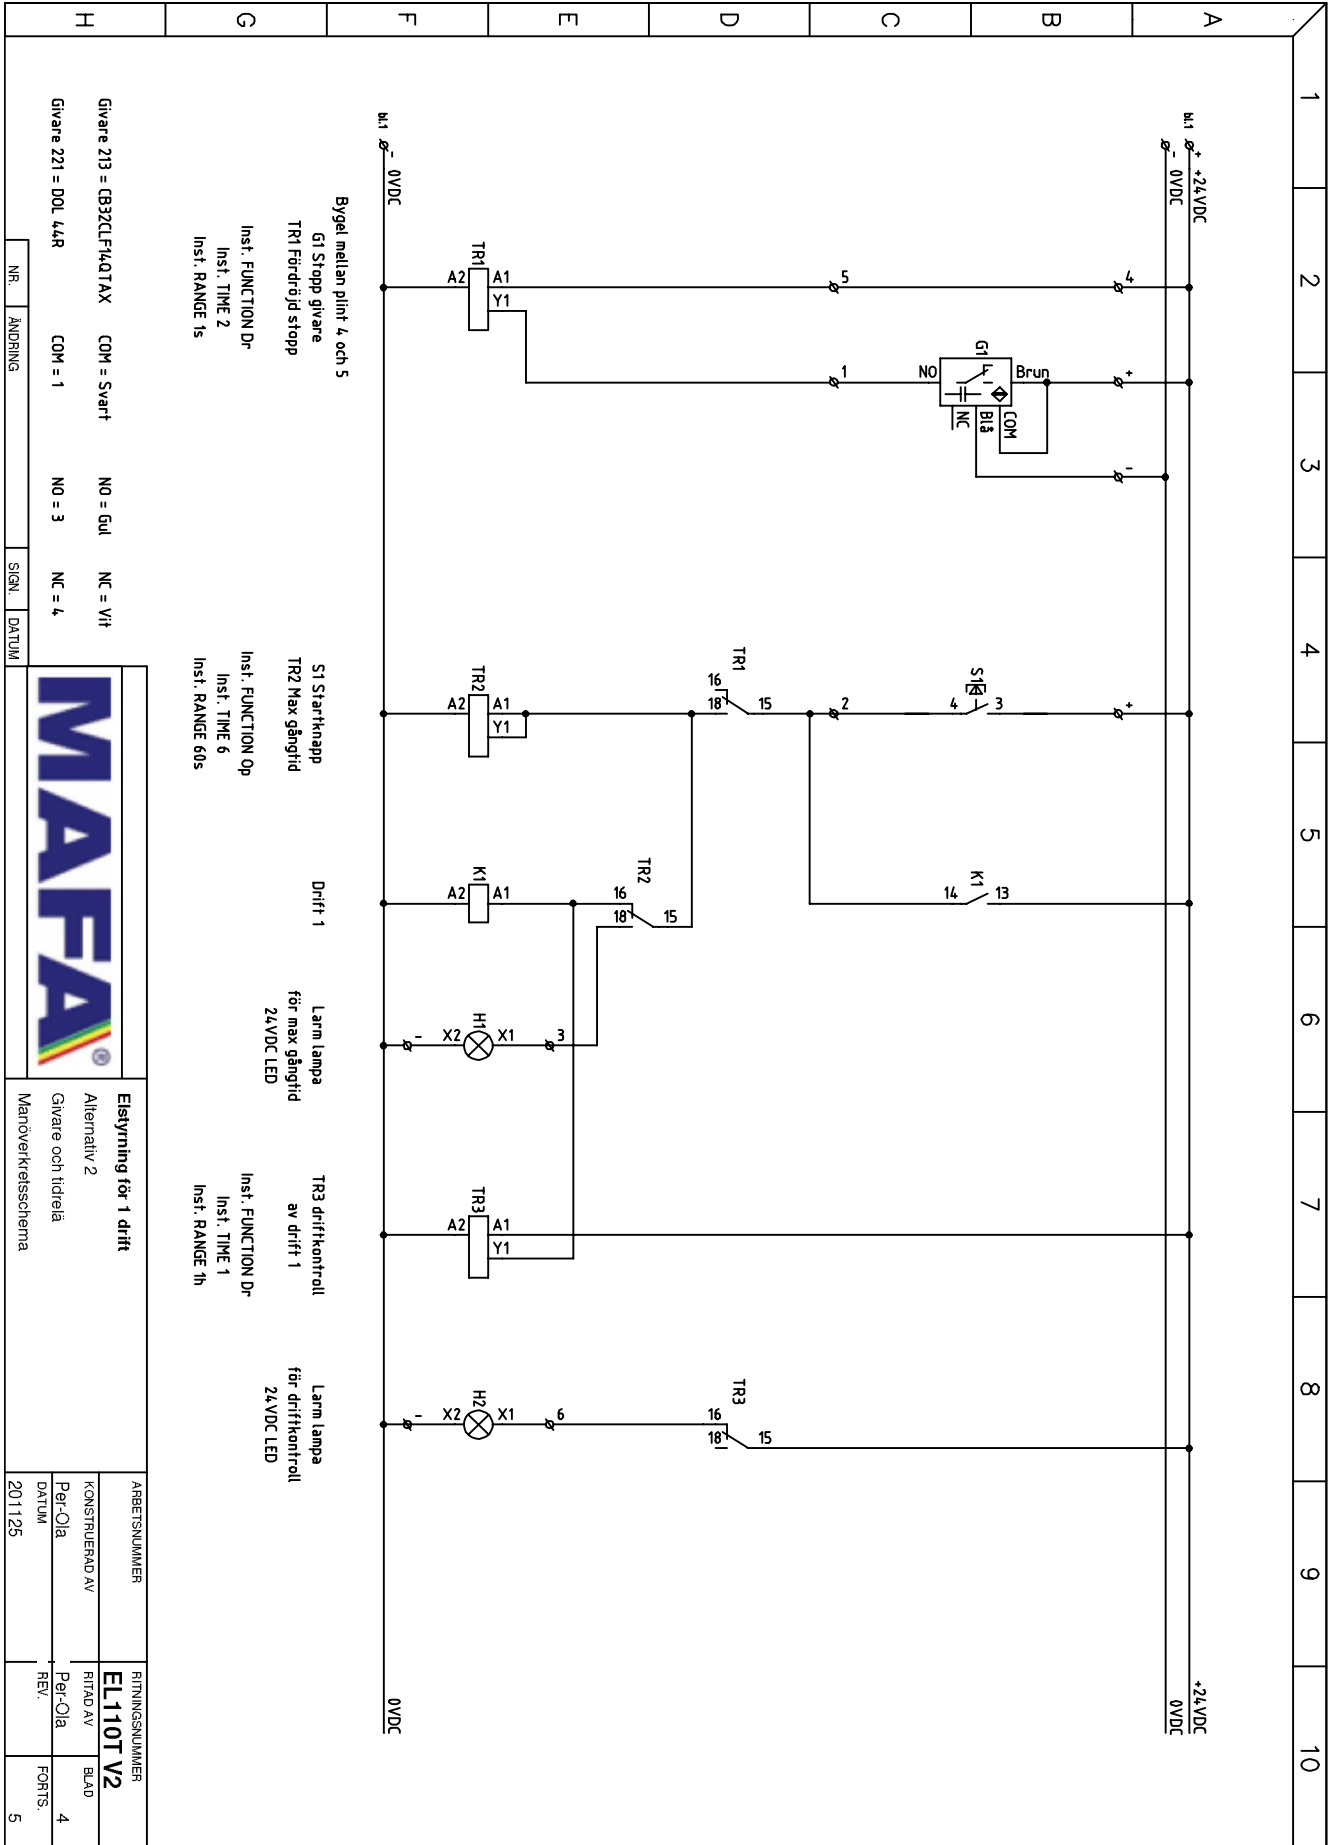 1 2 3 4 5 6 7 8 9 10
A
B
C
D
E
F
G
H
bl.1 + +24VDC +24VDC
- 0VDC 0VDC
4 + - +
G1 Brun COM Blå NC NO
S1 3 4
K1 13 14
5 1 2
TR1 15 16 18
TR3 15 16 18
TR2 15 16 18
3 6
TR1 A1 Y1 A2
TR2 A1 Y1 A2
K1 A1 A2
H1 X1 X2
TR3 A1 Y1 A2
H2 X1 X2
- -
bl.1 - 0VDC 0VDC
Bygel mellan plint 4 och 5
G1 Stopp givare
TR1 Fördröjd stopp
Inst. FUNCTION Dr
Inst. TIME 2
Inst. RANGE 1s
S1 Startknapp
TR2 Max gångtid
Inst. FUNCTION Op
Inst. TIME 6
Inst. RANGE 60s
Drift 1
Larm lampa
för max gångtid
24VDC LED
TR3 driftkontroll
av drift 1
Inst. FUNCTION Dr
Inst. TIME 1
Inst. RANGE 1h
Larm lampa
för driftkontroll
24VDC LED
Givare 213 = CB32CLF14QTAX COM = Svart NO = Gul NC = Vit
Givare 221 = DOL 44R COM = 1 NO = 3 NC = 4
NR. ÄNDRING SIGN. DATUM
MAFA®
Elstyrning för 1 drift
Alternativ 2
Givare och tidrelä
Manöverkretsschema
ARBETSNUMMER
RITNINGSNUMMER
EL110T V2
KONSTRUERAD AV
Per-Ola
RITAD AV
Per-Ola
BLAD
4
DATUM
201125
REV.
FORTS.
5